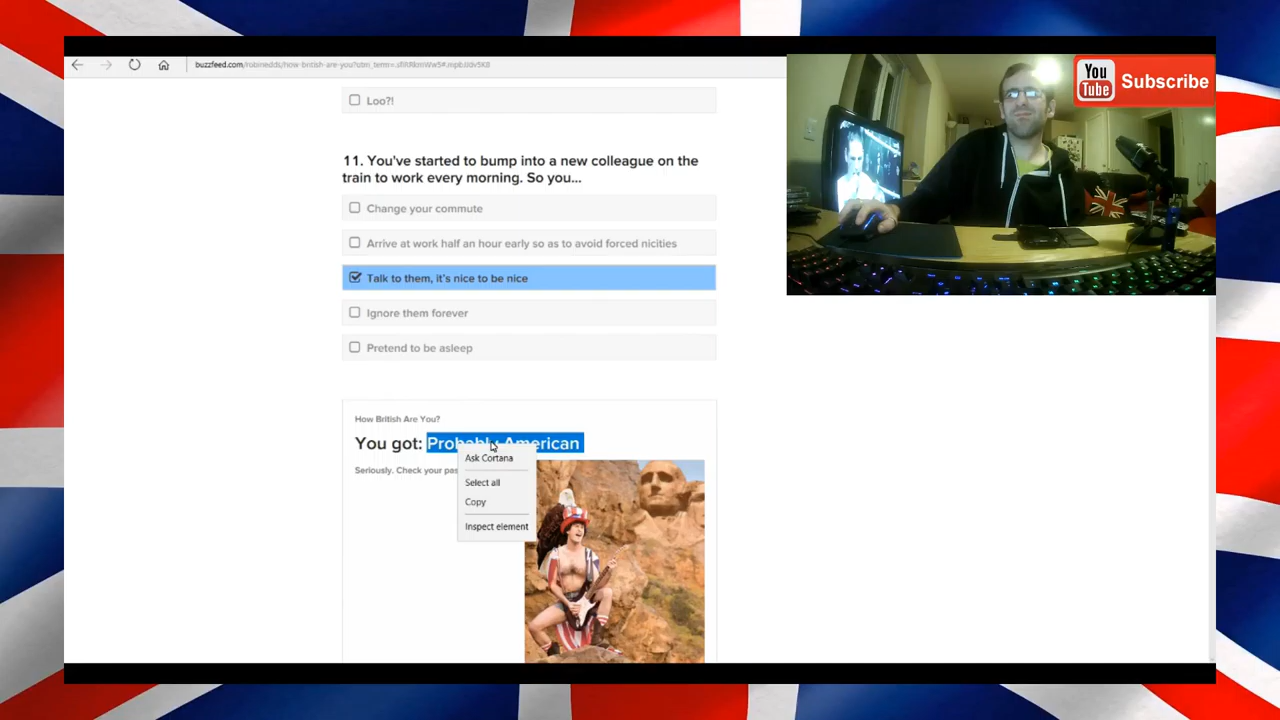 buzzfeed.com
Loo?!
You
Tube
Subscribe
11. You've started to bump into a new colleague on the
train to work every morning. So you...
Change your commute
Arrive at work half an hour early so as to avoid forced nicities
Talk to them, it's nice to be nice
Ignore them forever
Pretend to be asleep
How British Are You?
You got: Probably American
Seriously. Check your
Ask Cortana
Select all
Copy
Inspect element